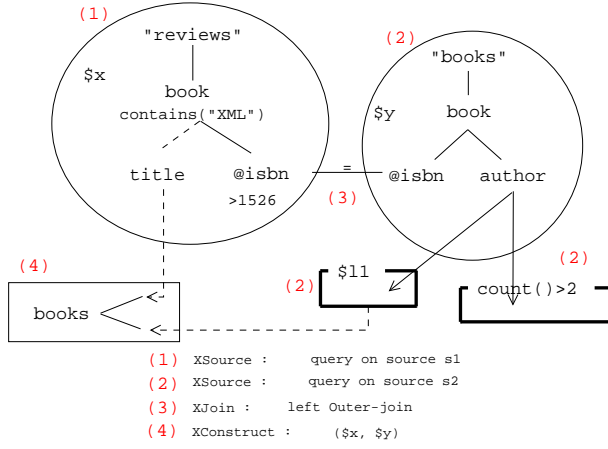 (1)
"reviews"
$x
book
contains("XML")
title
@isbn
>1526
=
(3)
(2)
"books"
$y
book
@isbn
author
(4)
books
(2)
$l1
(2)
count()>2
(1) XSource : query on source s1
(2) XSource : query on source s2
(3) XJoin : left Outer-join
(4) XConstruct : ($x, $y)